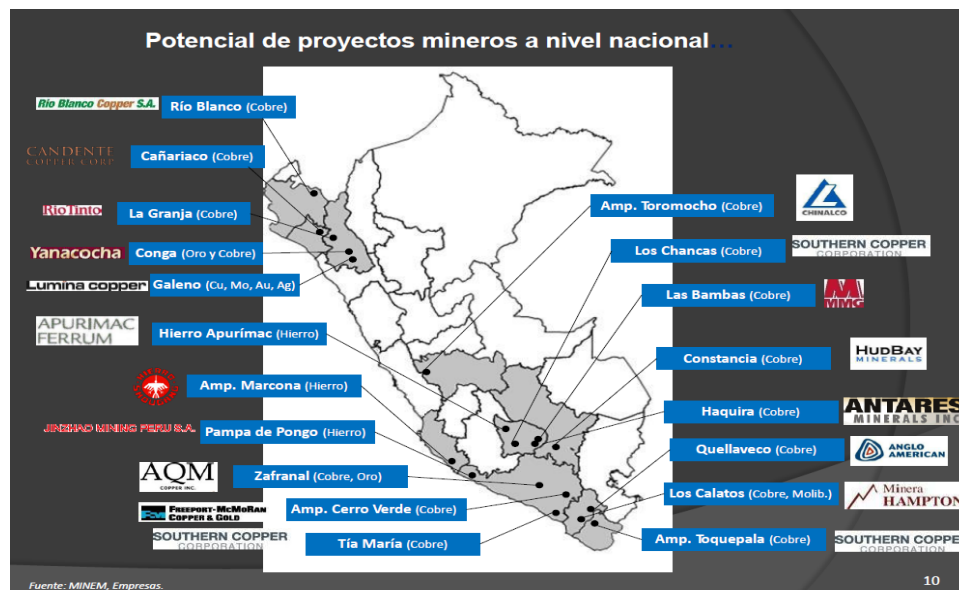 Potencial de proyectos mineros a nivel nacional...
Río Blanco Copper S.A.
Río Blanco (Cobre)
CANDENTE
COPPER CORP
Cañariaco (Cobre)
RioTinto
La Granja (Cobre)
Yanacocha
Conga (Oro y Cobre)
Lumina copper
Galeno (Cu, Mo, Au, Ag)
APURIMAC
FERRUM
Hierro Apurímac (Hierro)
HIERRO
Amp. Marcona (Hierro)
JINZHAO MINING PERU S.A.
Pampa de Pongo (Hierro)
AQM
COPPER INC.
Zafranal (Cobre, Oro)
FREEPORT-McMoRAN
COPPER & GOLD
Amp. Cerro Verde (Cobre)
SOUTHERN COPPER
CORPORATION
Tía María (Cobre)
Amp. Toromocho (Cobre)
CHINALCO
Los Chancas (Cobre)
SOUTHERN COPPER
CORPORATION
Las Bambas (Cobre)
MMG
Constancia (Cobre)
HUDBAY
MINERALS
Haquira (Cobre)
ANTARES
MINERALS INC
Quellaveco (Cobre)
ANGLO
AMERICAN
Los Calatos (Cobre, Molib.)
Minera
HAMPTON
Amp. Toquepala (Cobre)
SOUTHERN COPPE
CORPORATION
Fuente: MINEM, Empresas.
10